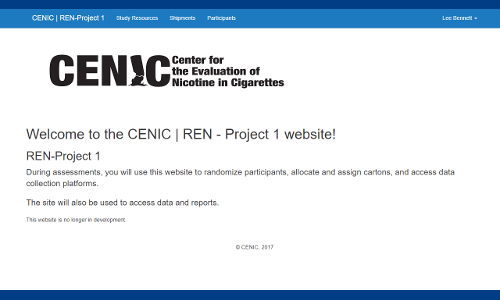 CENIC | REN-Project 1 Study Resources Shipments Participants Lee Bennett
CENIC Center for
the Evaluation of
Nicotine in Cigarettes
Welcome to the CENIC | REN - Project 1 website!
REN-Project 1
During assessments, you will use this website to randomize participants, allocate and assign cartons, and access data
collection platforms.
The site will also be used to access data and reports.
This website is no longer in development.
© CENIC, 2017